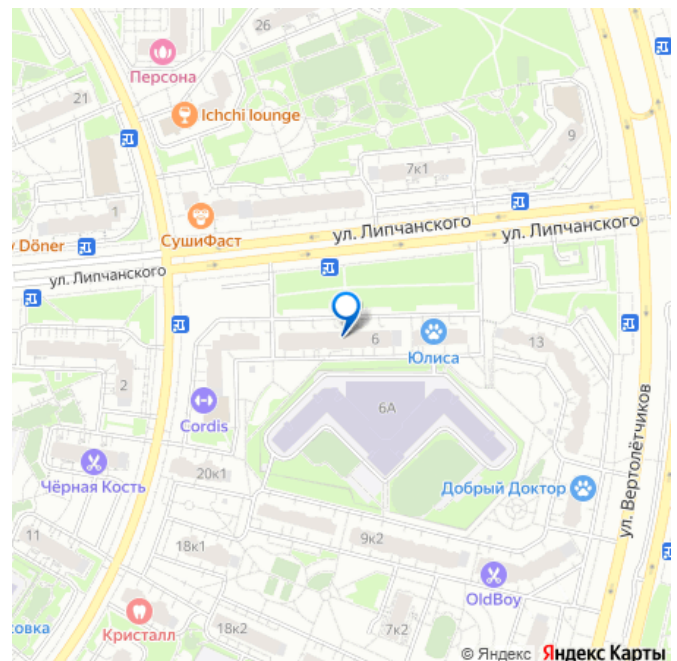 26
Персона
21
Ichchi lounge
9
7к1
1
СушиФаст
ул. Липчанского
ул. Липчанского
Döner
ул. Липчанского
6
Юлиса
13
2
6А
Cordis
ул. Вертолётчиков
Чёрная Кость
20к1
Добрый Доктор
11
9к2
18к1
OldBoy
18к2
7к2
Кристалл
© Яндекс Яндекс Карты